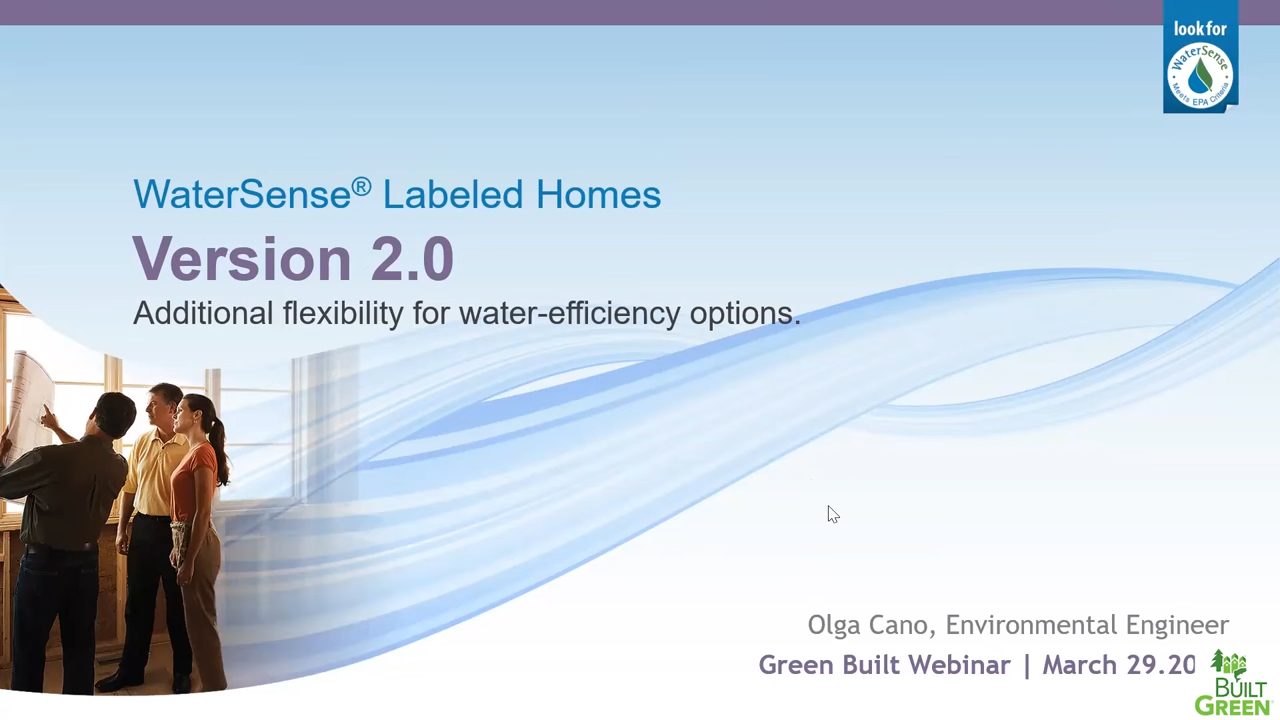 look for
WaterSense
Meets EPA Criteria
WaterSense® Labeled Homes
Version 2.0
Additional flexibility for water-efficiency options.
Olga Cano, Environmental Engineer
Green Built Webinar | March 29.20
BUILT
GREEN